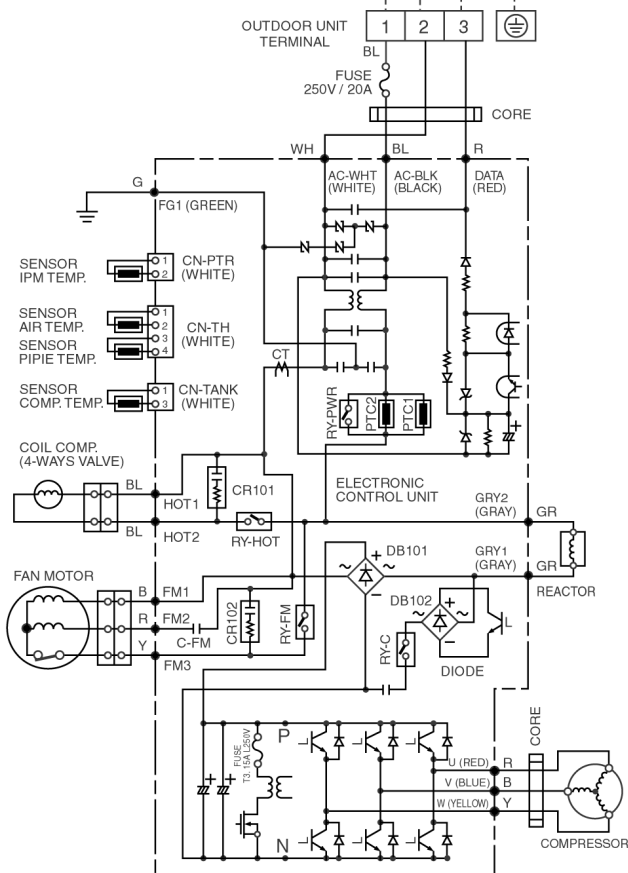 OUTDOOR UNIT
TERMINAL
1 2 3
BL
FUSE
250V / 20A
CORE
WH BL R
AC-WHT
(WHITE)
AC-BLK
(BLACK)
DATA
(RED)
G
FG1 (GREEN)
SENSOR
IPM TEMP.
1
2
CN-PTR
(WHITE)
SENSOR
AIR TEMP.
SENSOR
PIPIE TEMP.
1
2
3
4
CN-TH
(WHITE)
SENSOR
COMP. TEMP.
1
3
CN-TANK
(WHITE)
CT
RY-PWR
PTC2
PTC1
+
COIL COMP.
(4-WAYS VALVE)
BL
HOT1
CR101
BL
HOT2
RY-HOT
ELECTRONIC
CONTROL UNIT
GRY2
(GRAY)
GR
GRY1
(GRAY)
GR
REACTOR
FAN MOTOR
B FM1
R FM2
C-FM
Y
FM3
CR102
RY-FM
~ + ~
DB101
−
DB102
~ + ~
−
RY-C
L
DIODE
P
FUSE
T3. 15A L250V
+ +
L L L
N
L L L
U (RED) R
V (BLUE) B
W (YELLOW) Y
CORE
COMPRESSOR